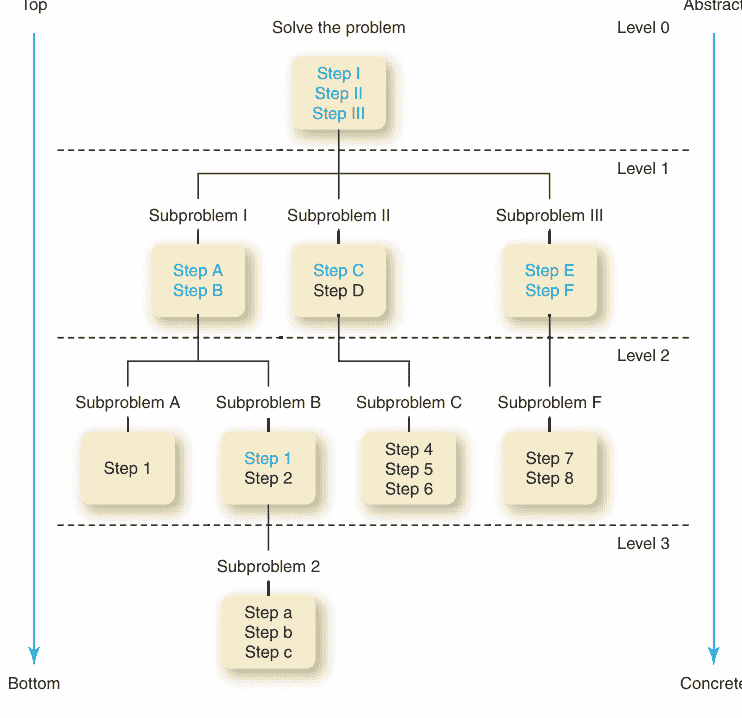 Top
Abstract
Solve the problem
Level 0
Step I
Step II
Step III
Level 1
Subproblem I
Subproblem II
Subproblem III
Step A
Step B
Step C
Step D
Step E
Step F
Level 2
Subproblem A
Subproblem B
Subproblem C
Subproblem F
Step 1
Step 1
Step 2
Step 4
Step 5
Step 6
Step 7
Step 8
Level 3
Subproblem 2
Step a
Step b
Step c
Bottom
Concrete